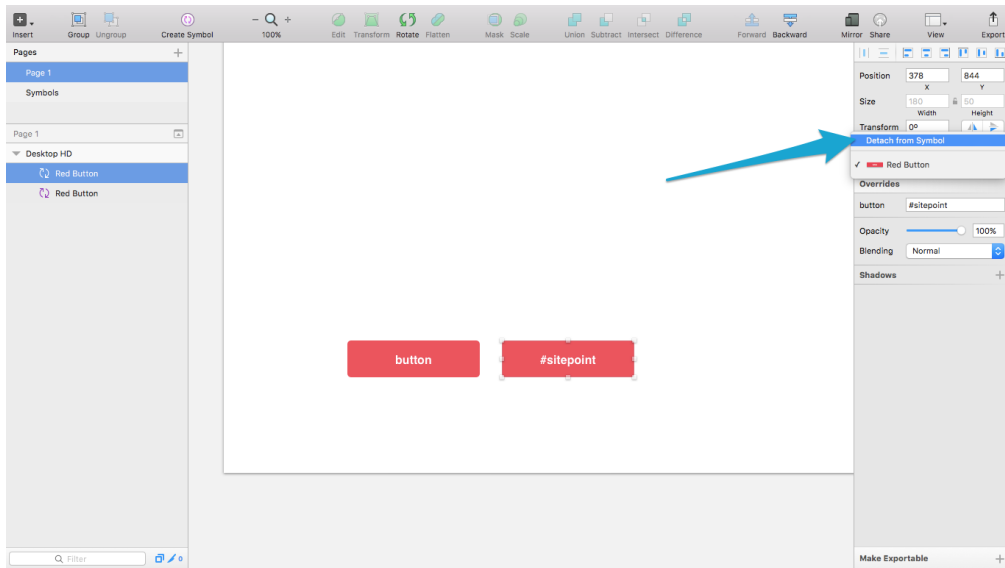 Insert Group Ungroup Create Symbol 100% Edit Transform Rotate Flatten Mask Scale Union Subtract Intersect Difference Forward Backward Mirror Share View Export
Pages
Page 1
Symbols
Page 1
Desktop HD
Red Button
Red Button
Filter
0
button
#sitepoint
Position 378 844
X Y
Size 180 50
Width Height
Transform 0º
Detach from Symbol
✓ Red Button
Overrides
button #sitepoint
Opacity 100%
Blending Normal
Shadows
Make Exportable